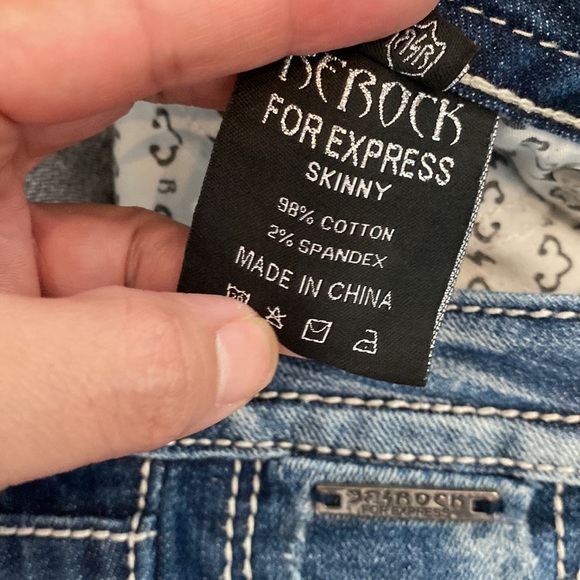 REROCK
FOR EXPRESS
SKINNY
98% COTTON
2% SPANDEX
MADE IN CHINA
REROCK
FOR EXPRESS